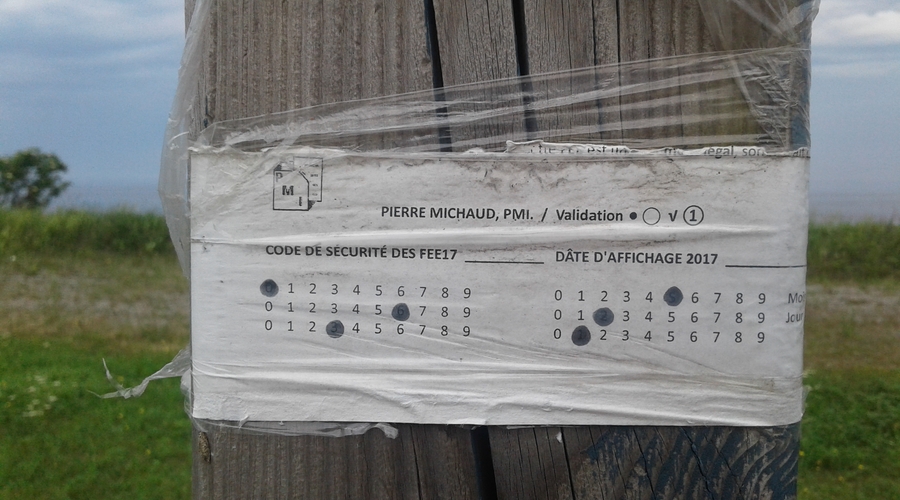 P
M
I
PIERRE MICHAUD, PMI. / Validation • ○ √ ①
CODE DE SÉCURITÉ DES FEE17 ________ DÂTE D'AFFICHAGE 2017 ________
● 1 2 3 4 5 6 7 8 9 0 1 2 3 4 ● 6 7 8 9
0 1 2 3 4 5 ● 7 8 9 0 1 ● 3 4 5 6 7 8 9
0 1 2 ● 4 5 6 7 8 9 0 ● 2 3 4 5 6 7 8 9